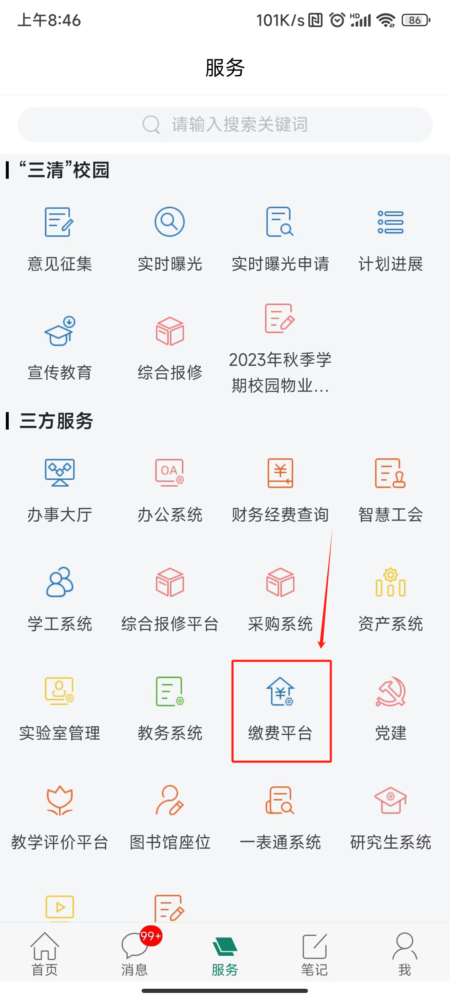 上午8:46
101K/s
HD
86
服务
请输入搜索关键词
“三清”校园
意见征集
实时曝光
实时曝光申请
计划进展
宣传教育
综合报修
2023年秋季学
期校园物业...
三方服务
OA
办事大厅
办公系统
财务经费查询
智慧工会
学工系统
综合报修平台
采购系统
资产系统
实验室管理
教务系统
缴费平台
党建
教学评价平台
图书馆座位
一表通系统
研究生系统
99+
首页
消息
服务
笔记
我